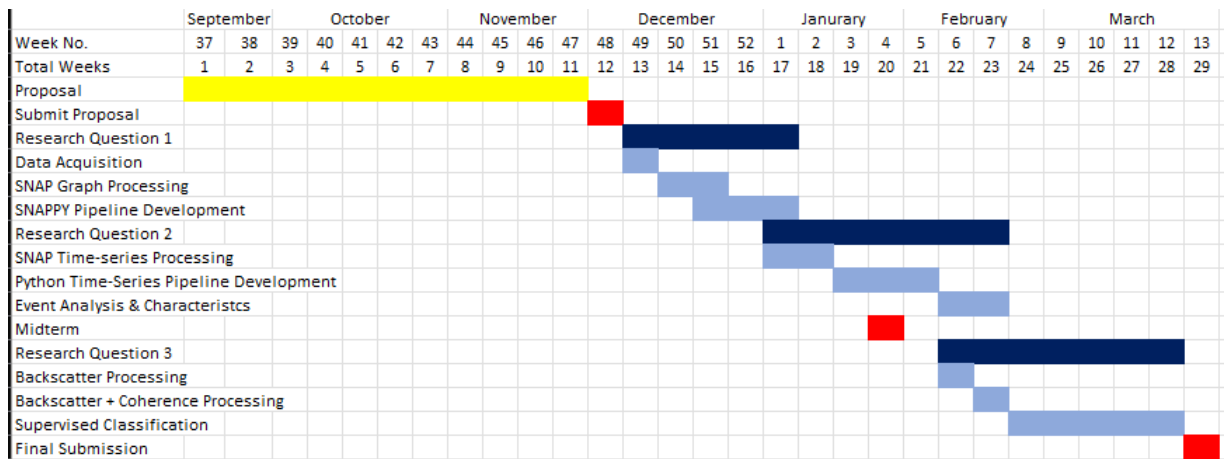 September October November December Janurary February March
Week No. 37 38 39 40 41 42 43 44 45 46 47 48 49 50 51 52 1 2 3 4 5 6 7 8 9 10 11 12 13
Total Weeks 1 2 3 4 5 6 7 8 9 10 11 12 13 14 15 16 17 18 19 20 21 22 23 24 25 26 27 28 29
Proposal
Submit Proposal
Research Question 1
Data Acquisition
SNAP Graph Processing
SNAPPY Pipeline Development
Research Question 2
SNAP Time-series Processing
Python Time-Series Pipeline Development
Event Analysis & Characteristcs
Midterm
Research Question 3
Backscatter Processing
Backscatter + Coherence Processing
Supervised Classification
Final Submission